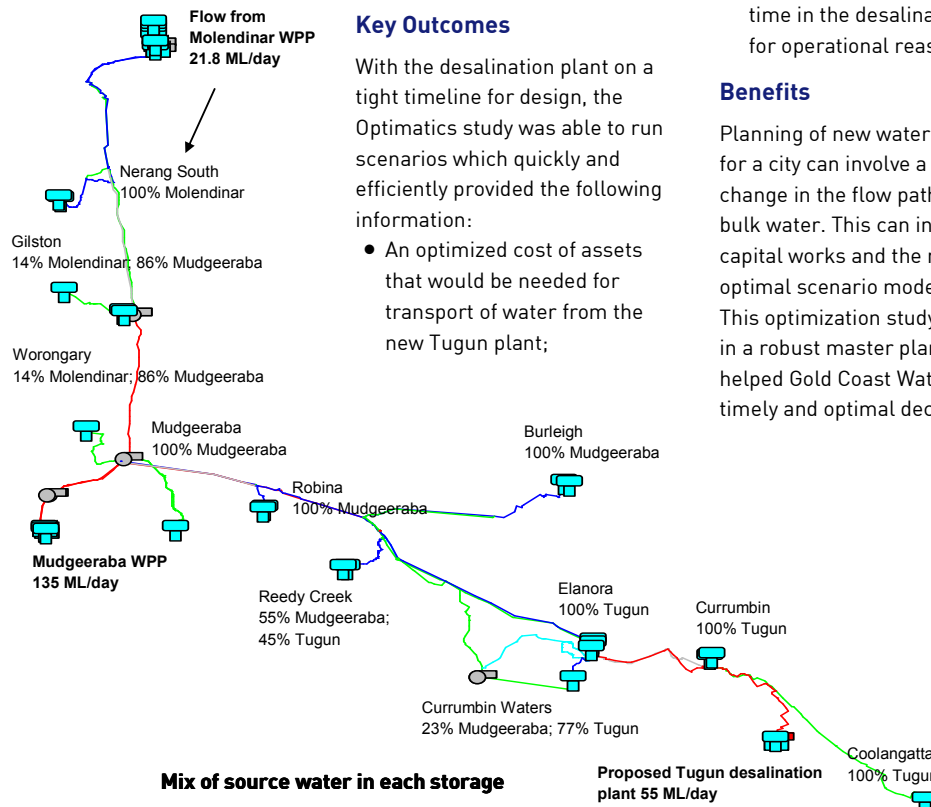 Flow from
Molendinar WPP
21.8 ML/day
Nerang South
100% Molendinar
Gilston
14% Molendinar; 86% Mudgeeraba
Worongary
14% Molendinar; 86% Mudgeeraba
Mudgeeraba
100% Mudgeeraba
Robina
100% Mudgeeraba
Burleigh
100% Mudgeeraba
Mudgeeraba WPP
135 ML/day
Reedy Creek
55% Mudgeeraba;
45% Tugun
Elanora
100% Tugun
Currumbin
100% Tugun
Currumbin Waters
23% Mudgeeraba; 77% Tugun
Proposed Tugun desalination
plant 55 ML/day
Coolangatta
100% Tugun
Mix of source water in each storage
Key Outcomes
With the desalination plant on a
tight timeline for design, the
Optimatics study was able to run
scenarios which quickly and
efficiently provided the following
information:
● An optimized cost of assets
that would be needed for
transport of water from the
new Tugun plant;
time in the desalina
for operational reas
Benefits
Planning of new water
for a city can involve a
change in the flow path
bulk water. This can in
capital works and the
optimal scenario mode
This optimization study
in a robust master plan
helped Gold Coast Wat
timely and optimal dec